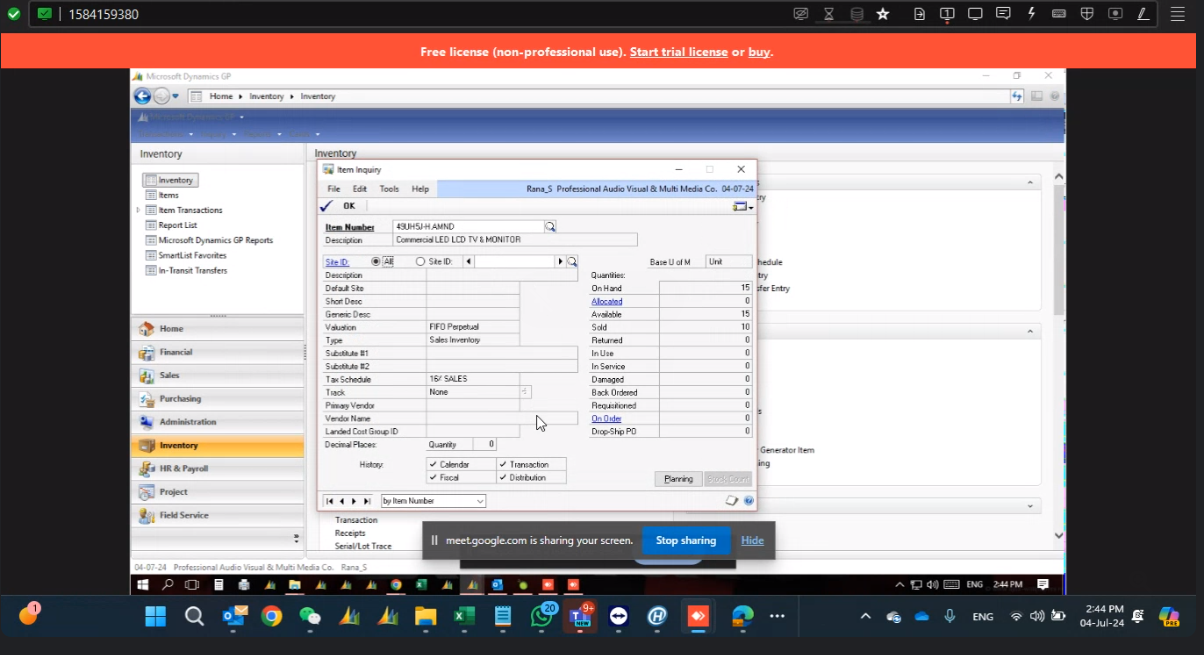 1584159380
Free license (non-professional use). Start trial license or buy.
Microsoft Dynamics GP
Home Inventory Inventory
Inventory
Inventory
Items
Item Transactions
Report List
Microsoft Dynamics GP Reports
SmartList Favorites
In-Transit Transfers
Home
Financial
Sales
Purchasing
Administration
Inventory
HR & Payroll
Project
Field Service
Inventory
Item Inquiry
File Edit Tools Help
Rana_S Professional Audio Visual & Multi Media Co. 04-07-24
OK
Item Number 49UH5J-H.AMND
Description Commercial LED LCD TV & MONITOR
Site ID: All Site ID: Base U of M Unit
Description Quantities:
Default Site On Hand 15
Short Desc Allocated 0
Generic Desc Available 15
Valuation FIFO Perpetual Sold 10
Type Sales Inventory Returned 0
Substitute #1 In Use 0
Substitute #2 In Service 0
Tax Schedule 16% SALES Damaged 0
Track None Back Ordered 0
Primary Vendor Requisitioned 0
Vendor Name On Order 0
Landed Cost Group ID Drop-Ship PO 0
Decimal Places: Quantity 0
History: Calendar Transaction
Fiscal Distribution
Planning Stock Count
by Item Number
hedule
try
sfer Entry
Generator Item
ing
Transaction
Receipts
Serial/Lot Trace
meet.google.com is sharing your screen. Stop sharing Hide
04-07-24 Professional Audio Visual & Multi Media Co. Rana_S
ENG 2:44 PM
1
20
9+
NEW
ENG
2:44 PM
04-Jul-24
PRE